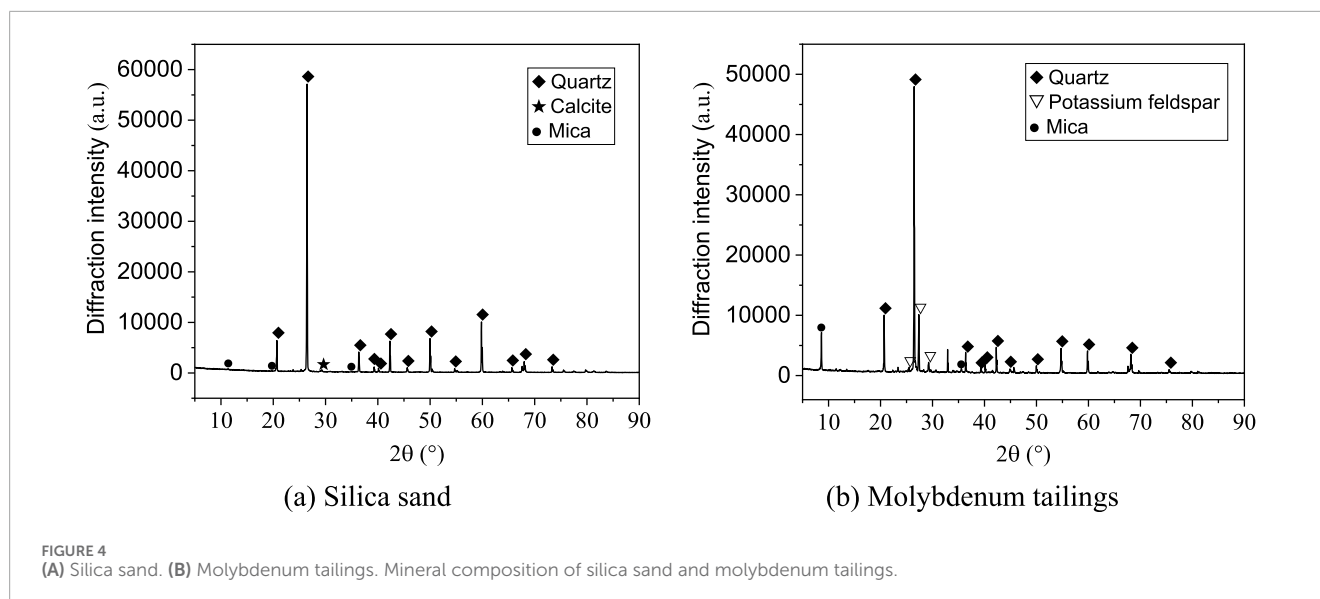 60000
50000
40000
30000
20000
10000
0
Diffraction intensity (a.u.)
Quartz
Calcite
Mica
10 20 30 40 50 60 70 80 90
2θ (°)
(a) Silica sand
50000
40000
30000
20000
10000
0
Diffraction intensity (a.u.)
Quartz
Potassium feldspar
Mica
10 20 30 40 50 60 70 80 90
2θ (°)
(b) Molybdenum tailings
FIGURE 4
(A) Silica sand. (B) Molybdenum tailings. Mineral composition of silica sand and molybdenum tailings.